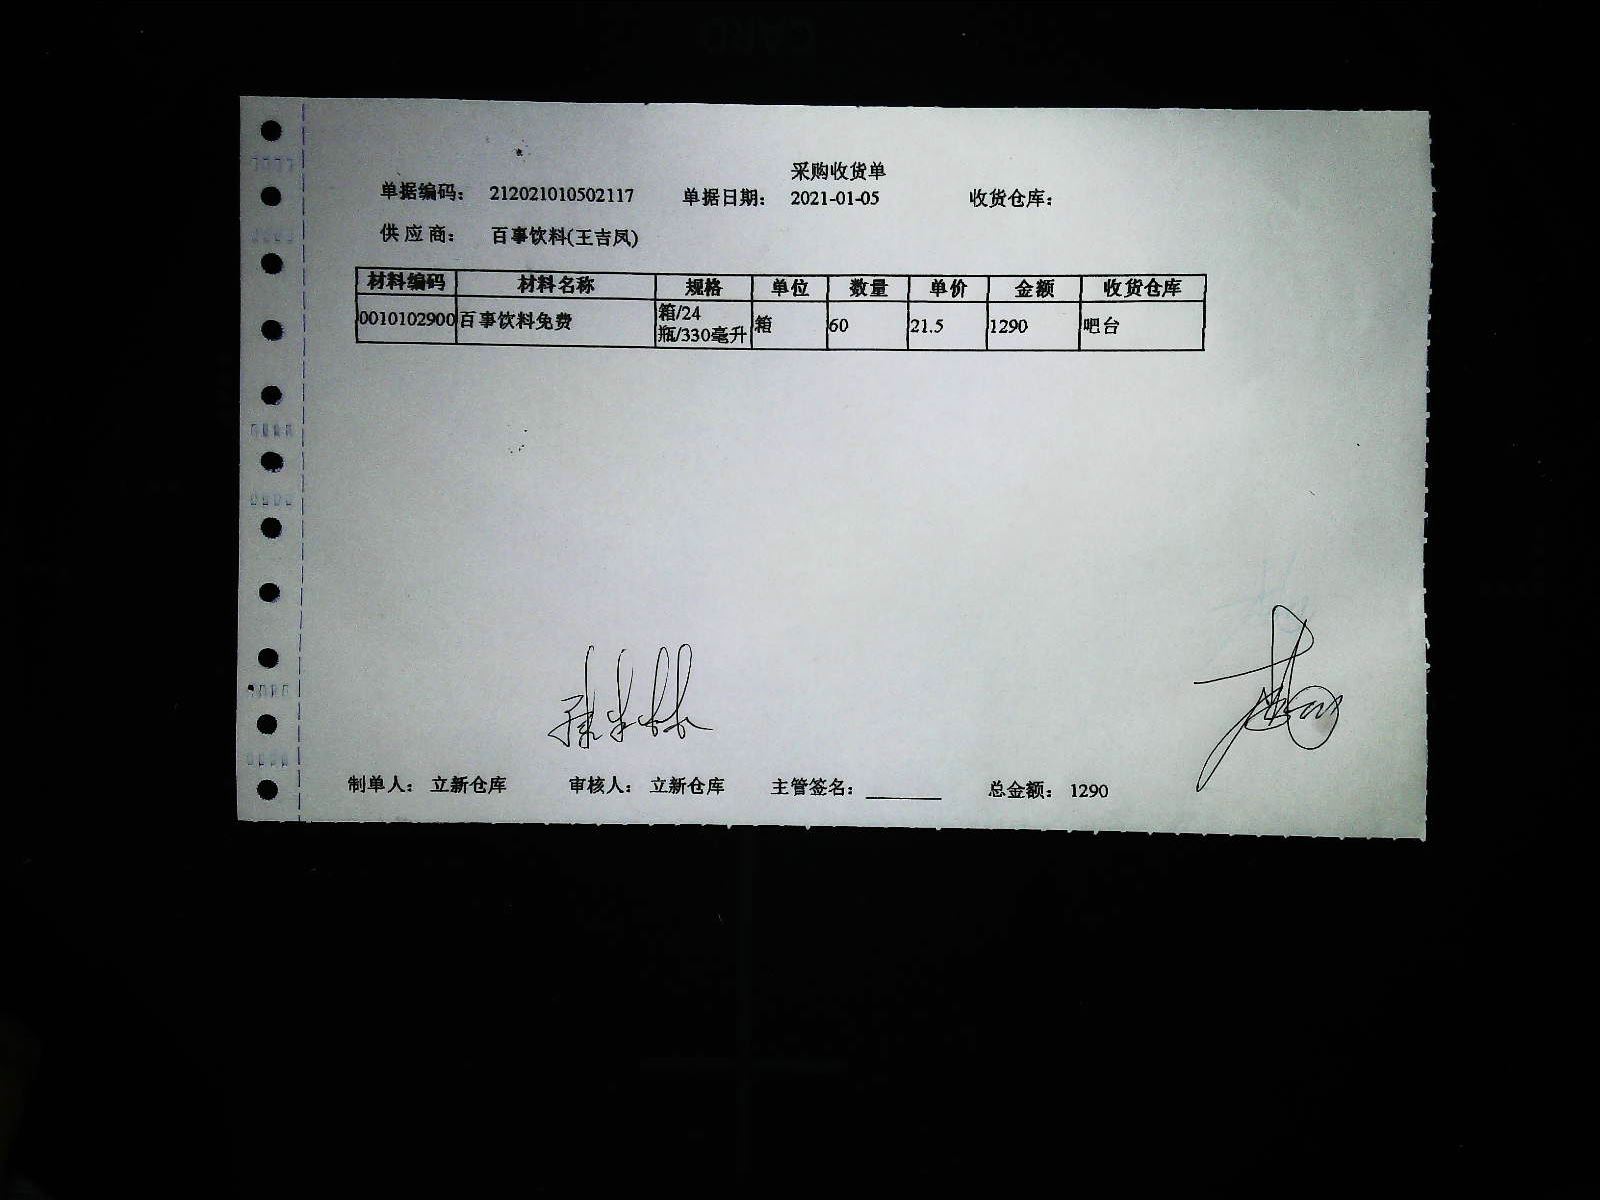 采购收货单
单据编码: 212021010502117 单据日期: 2021-01-05 收货仓库:
供应商: 百事饮料(王吉凤)
材料编码 材料名称 规格 单位 数量 单价 金额 收货仓库
0010102900 百事饮料免费 箱/24瓶/330毫升 箱 60 21.5 1290 吧台
制单人: 立新仓库 审核人: 立新仓库 主管签名: 总金额: 1290